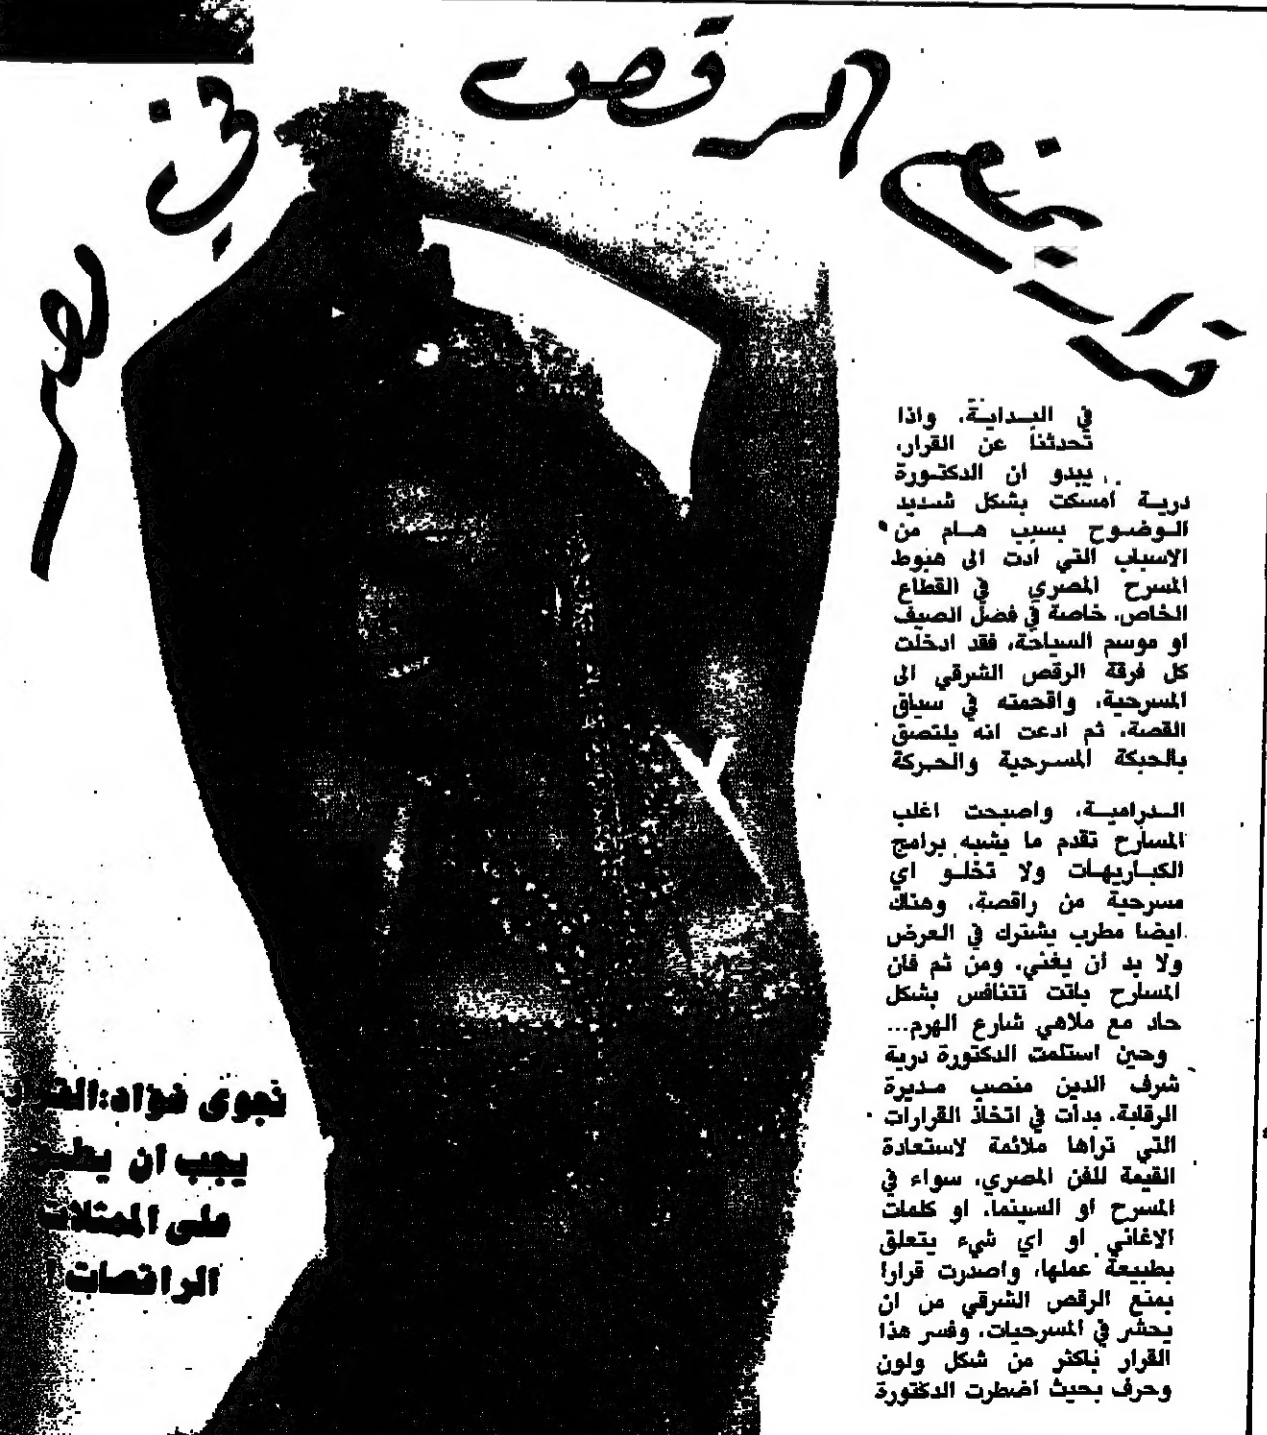 قرار يمنع الرقص في مصر
في البداية، واذا
تحدثنا عن القرار،
يبدو ان الدكتورة
درية امسكت بشكل شديد
الوضوح بسبب هام من
الاسباب التي ادت الى هبوط
المسرح المصري في القطاع
الخاص، خاصة في فصل الصيف
او موسم السياحة، فقد ادخلت
كل فرقة الرقص الشرقي الى
المسرحية، واقحمته في سياق
القصة، ثم ادعت انه يلتصق
بالحبكة المسرحية والحركة
الدرامية، واصبحت اغلب
المسارح تقدم ما يشبه برامج
الكباريهات ولا تخلو اي
مسرحية من راقصة، وهناك
ايضا مطرب يشترك في العرض
ولا بد ان يغني، ومن ثم فان
المسارح باتت تتنافس بشكل
حاد مع ملاهي شارع الهرم...
وحين استلمت الدكتورة درية
شرف الدين منصب مديرة
الرقابة، بدأت في اتخاذ القرارات
التي تراها ملائمة لاستعادة
القيمة للفن المصري، سواء في
المسرح او السينما، او كلمات
الاغاني او اي شيء يتعلق
بطبيعة عملها، واصدرت قرارا
بمنع الرقص الشرقي من ان
يحشر في المسرحيات، وفسر هذا
القرار باكثر من شكل ولون
وحرف بحيث اضطرت الدكتورة
نجوى فؤاد: القرار
يجب ان يطبق
على الممثلات
الراقصات !